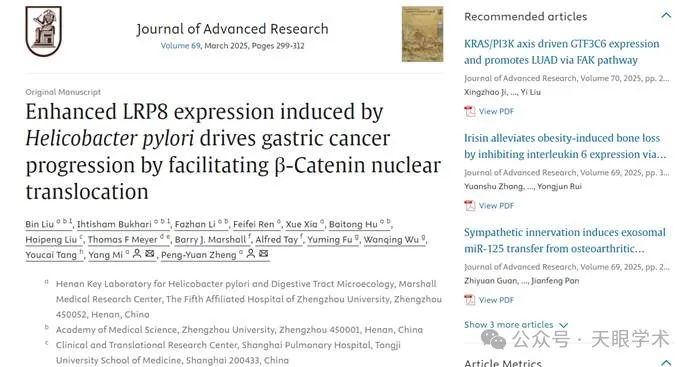 Journal of Advanced Research
Volume 69, March 2025, Pages 299-312
Original Manuscript
Enhanced LRP8 expression induced by
Helicobacter pylori drives gastric cancer
progression by facilitating β-Catenin nuclear
translocation
Bin Liu a b 1, Ihtisham Bukhari a b 1, Fazhan Li a b, Feifei Ren a, Xue Xia a, Baitong Hu a b,
Haipeng Liu c, Thomas F Meyer d e, Barry J. Marshall f, Alfred Tay f, Yuming Fu g, Wanqing Wu g,
Youcai Tang h, Yang Mi a, Peng-Yuan Zheng a
a Henan Key Laboratory for Helicobacter pylori and Digestive Tract Microecology, Marshall
Medical Research Center, The Fifth Affiliated Hospital of Zhengzhou University, Zhengzhou
450052, Henan, China
b Academy of Medical Science, Zhengzhou University, Zhengzhou 450001, Henan, China
c Clinical and Translational Research Center, Shanghai Pulmonary Hospital, Tongji
University School of Medicine, Shanghai 200433, China
Recommended articles
KRAS/PI3K axis driven GTF3C6 expression
and promotes LUAD via FAK pathway
Journal of Advanced Research, Volume 70, 2025, pp. 2...
Xingzhao Ji, ..., Yi Liu
View PDF
Irisin alleviates obesity-induced bone loss
by inhibiting interleukin 6 expression via...
Journal of Advanced Research, Volume 69, 2025, pp. 3...
Yuanshu Zhang, ..., Yongjun Rui
View PDF
Sympathetic innervation induces exosomal
miR-125 transfer from osteoarthritic...
Journal of Advanced Research, Volume 69, 2025, pp. 2...
Zhiyuan Guan, ..., Jianfeng Pan
View PDF
Show 3 more articles
公众号 · 天眼学术
Article Metrics